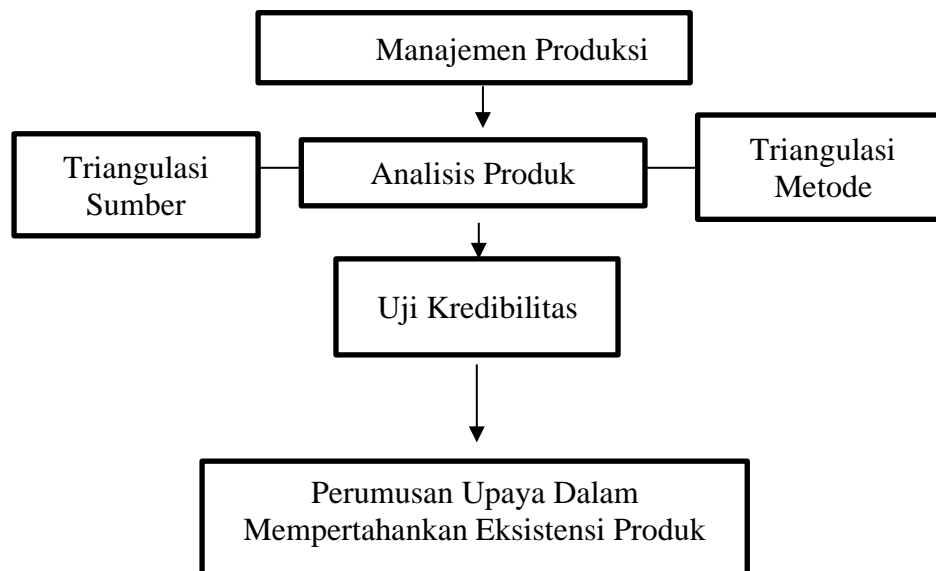 Manajemen Produksi
Triangulasi
Sumber
Analisis Produk
Triangulasi
Metode
Uji Kredibilitas
Perumusan Upaya Dalam
Mempertahankan Eksistensi Produk